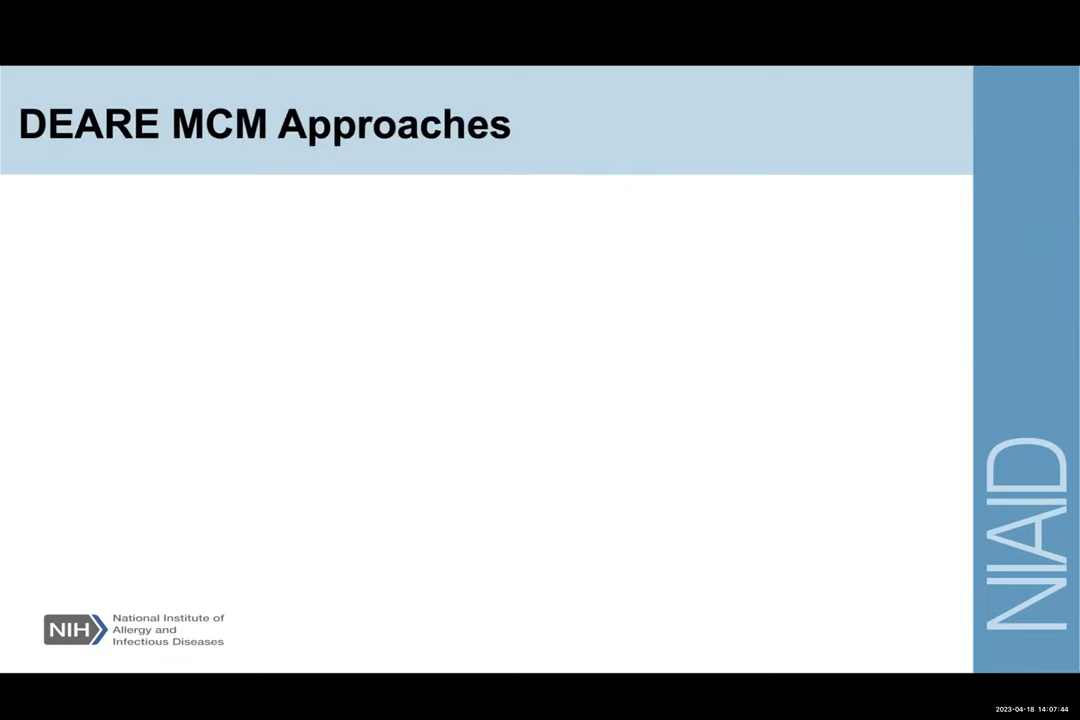 DEARE MCM Approaches
NIAID
NIH
National Institute of
Allergy and
Infectious Diseases
2023-04-18 14:07:44